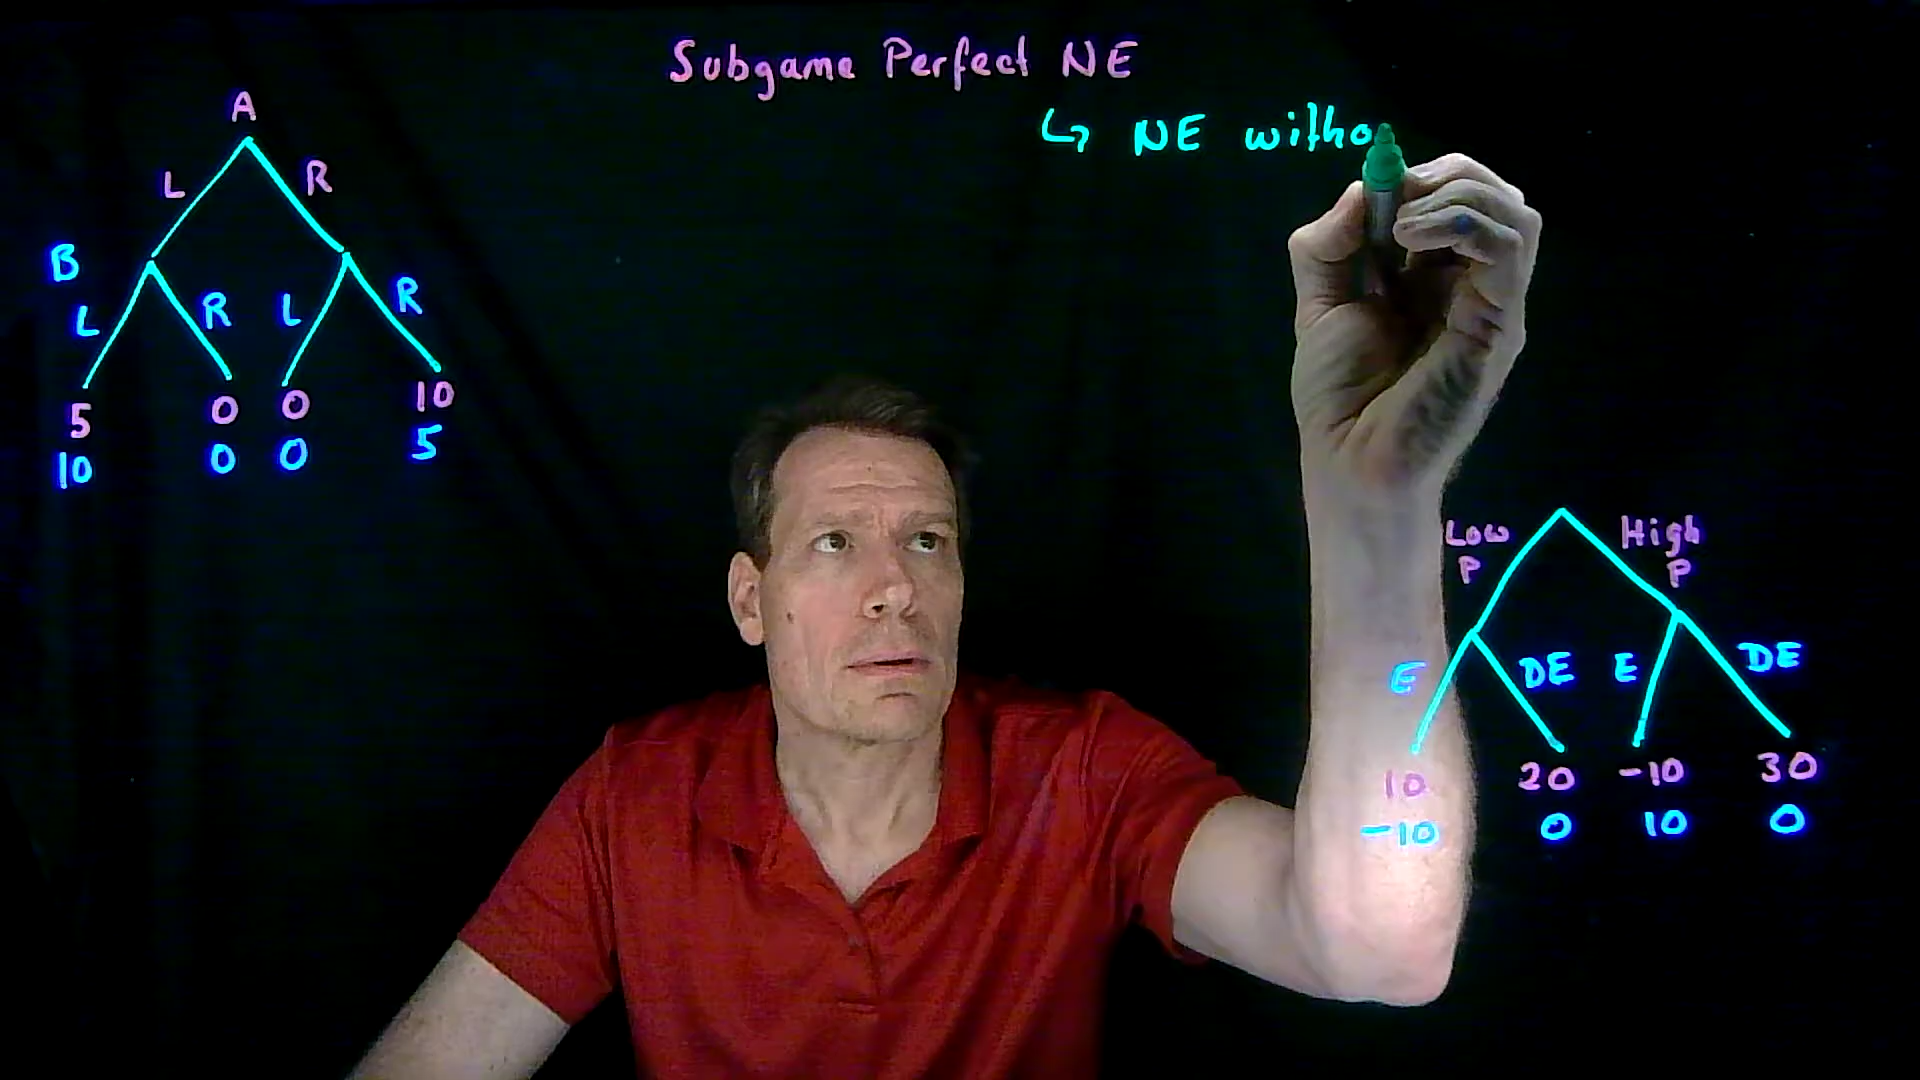 Subgame Perfect NE
↳ NE witho
A
L R
B
L R L R
5 0 0 10
10 0 0 5
Low High
P P
E DE E DE
10 20 -10 30
-10 0 10 0